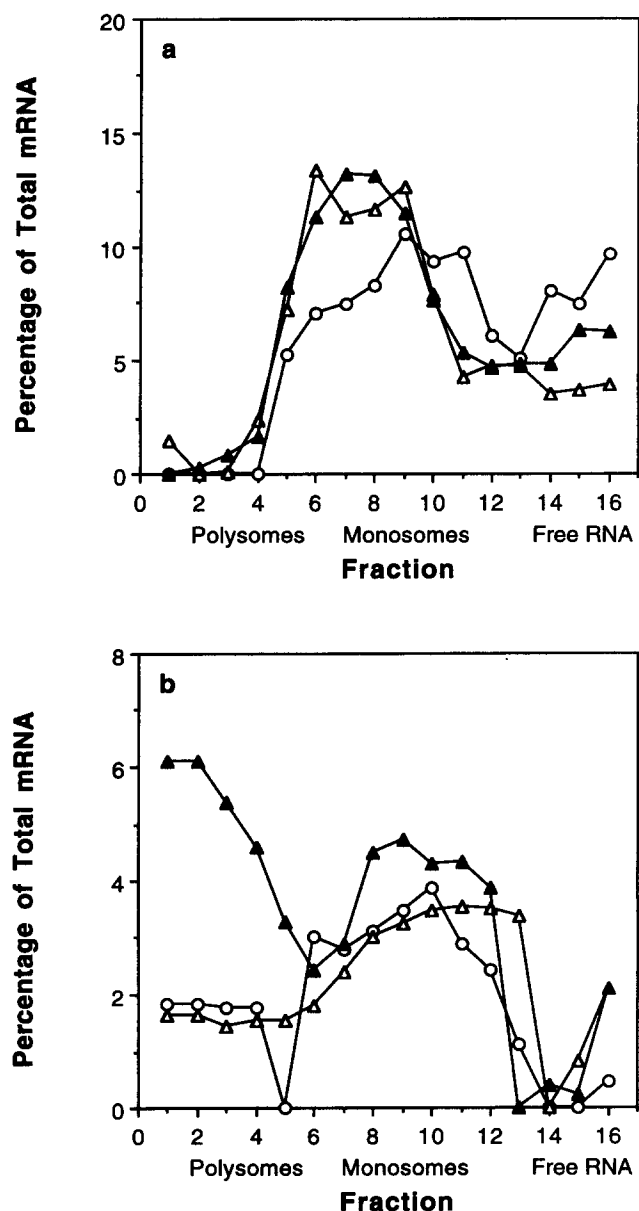 a
Percentage of Total mRNA
20
15
10
5
0
0 2 4 6 8 10 12 14 16
Polysomes Monosomes Free RNA
Fraction
b
Percentage of Total mRNA
8
6
4
2
0
0 2 4 6 8 10 12 14 16
Polysomes Monosomes Free RNA
Fraction